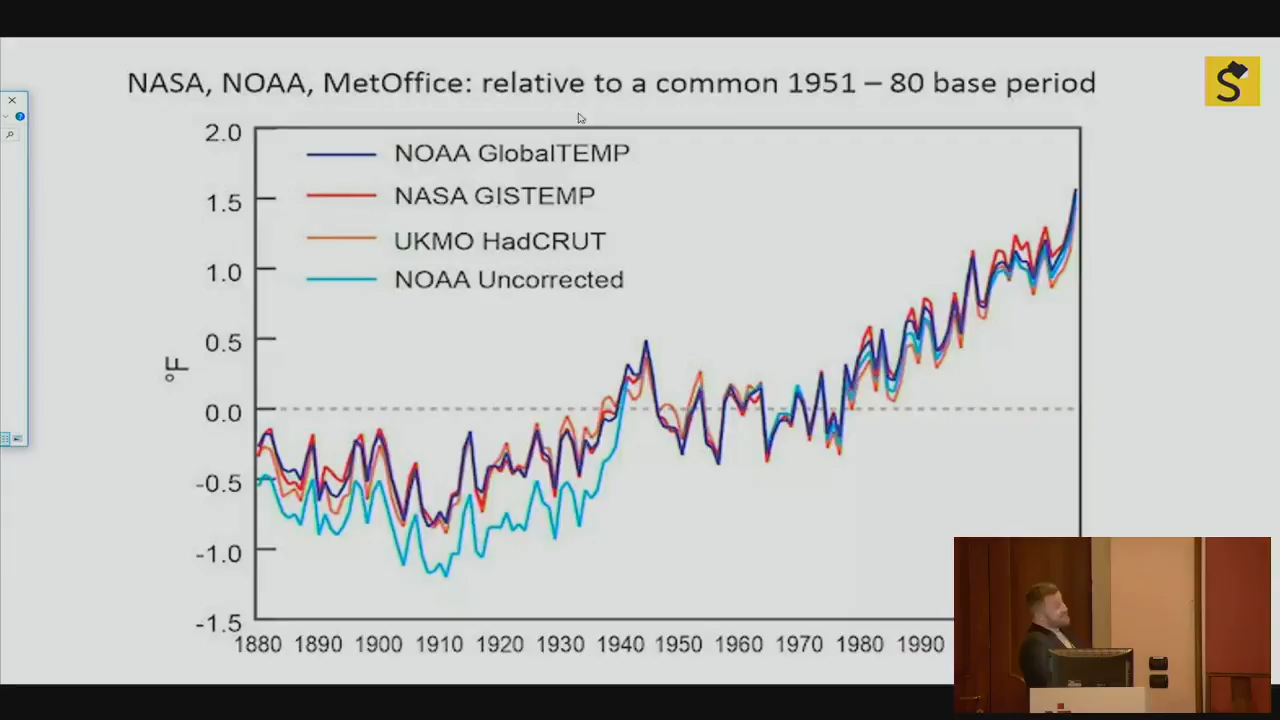 NASA, NOAA, MetOffice: relative to a common 1951 – 80 base period
S
2.0
NOAA GlobalTEMP
1.5
NASA GISTEMP
UKMO HadCRUT
1.0
NOAA Uncorrected
0.5
°F
0.0
-0.5
-1.0
-1.5
1880 1890 1900 1910 1920 1930 1940 1950 1960 1970 1980 1990